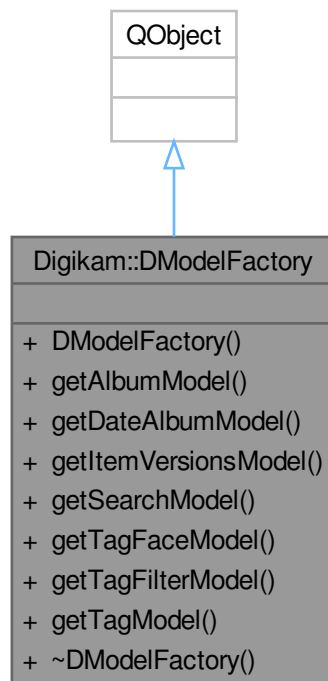 QObject
Digikam::DModelFactory
+ DModelFactory()
+ getAlbumModel()
+ getDateAlbumModel()
+ getItemVersionsModel()
+ getSearchModel()
+ getTagFaceModel()
+ getTagFilterModel()
+ getTagModel()
+ ~DModelFactory()